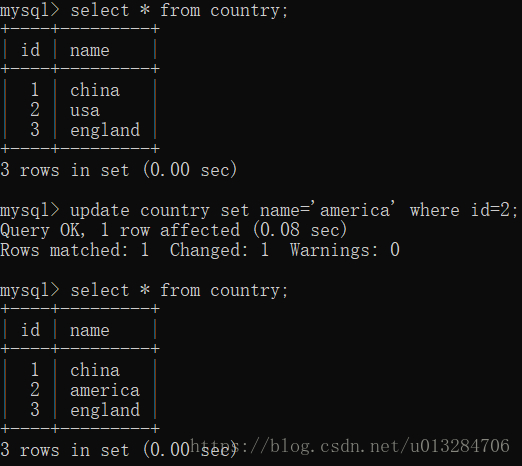 mysql> select * from country;
+----+---------+
| id | name    |
+----+---------+
|  1 | china   |
|  2 | usa     |
|  3 | england |
+----+---------+
3 rows in set (0.00 sec)
mysql> update country set name='america' where id=2;
Query OK, 1 row affected (0.08 sec)
Rows matched: 1  Changed: 1  Warnings: 0
mysql> select * from country;
+----+---------+
| id | name    |
+----+---------+
|  1 | china   |
|  2 | america |
|  3 | england |
+----+---------+
3 rows in set (0.00 sec)
https://blog.csdn.net/u013284706